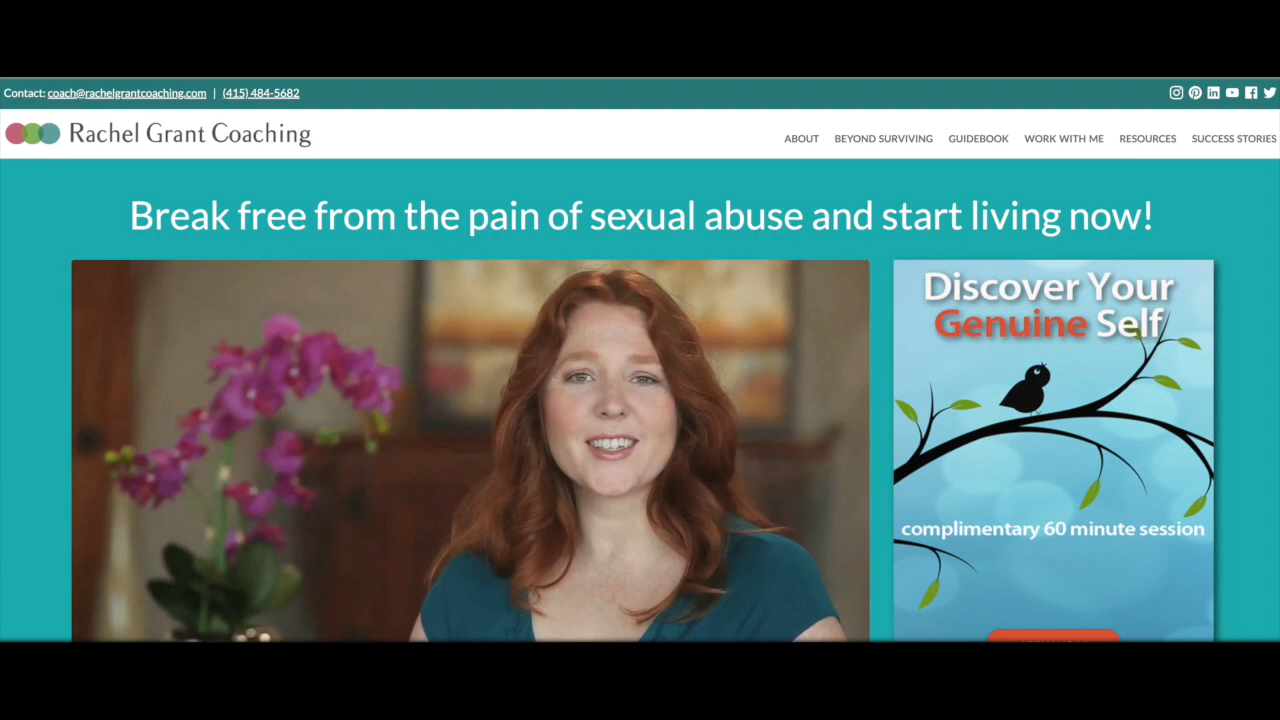 Contact: coach@rachelgrantcoaching.com | (415) 484-5682
Rachel Grant Coaching
ABOUT BEYOND SURVIVING GUIDEBOOK WORK WITH ME RESOURCES SUCCESS STORIES
Break free from the pain of sexual abuse and start living now!
Discover Your
Genuine Self
complimentary 60 minute session